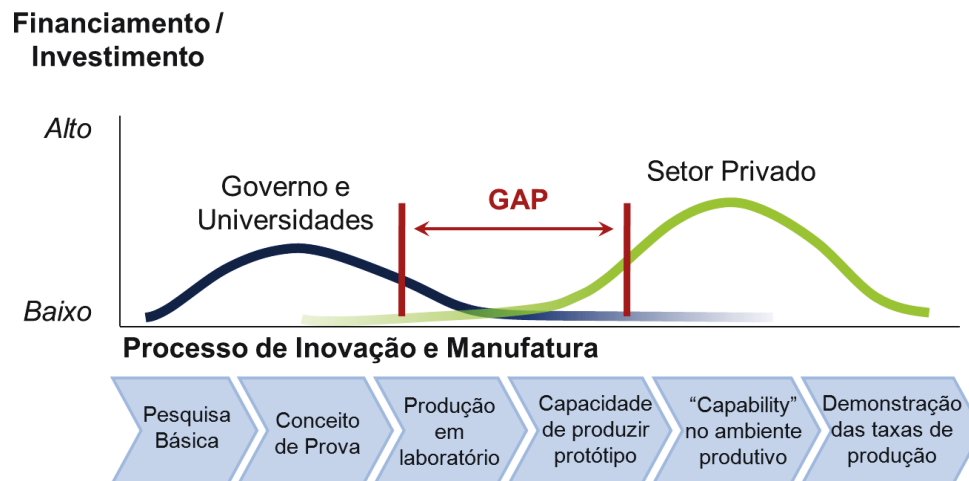 Financiamento /
Investimento
Alto
Setor Privado
Governo e
Universidades
GAP
Baixo
Processo de Inovação e Manufatura
Pesquisa
Básica
Conceito
de Prova
Produção
em
laboratório
Capacidade
de produzir
protótipo
“Capability”
no ambiente
produtivo
Demonstração
das taxas de
produção